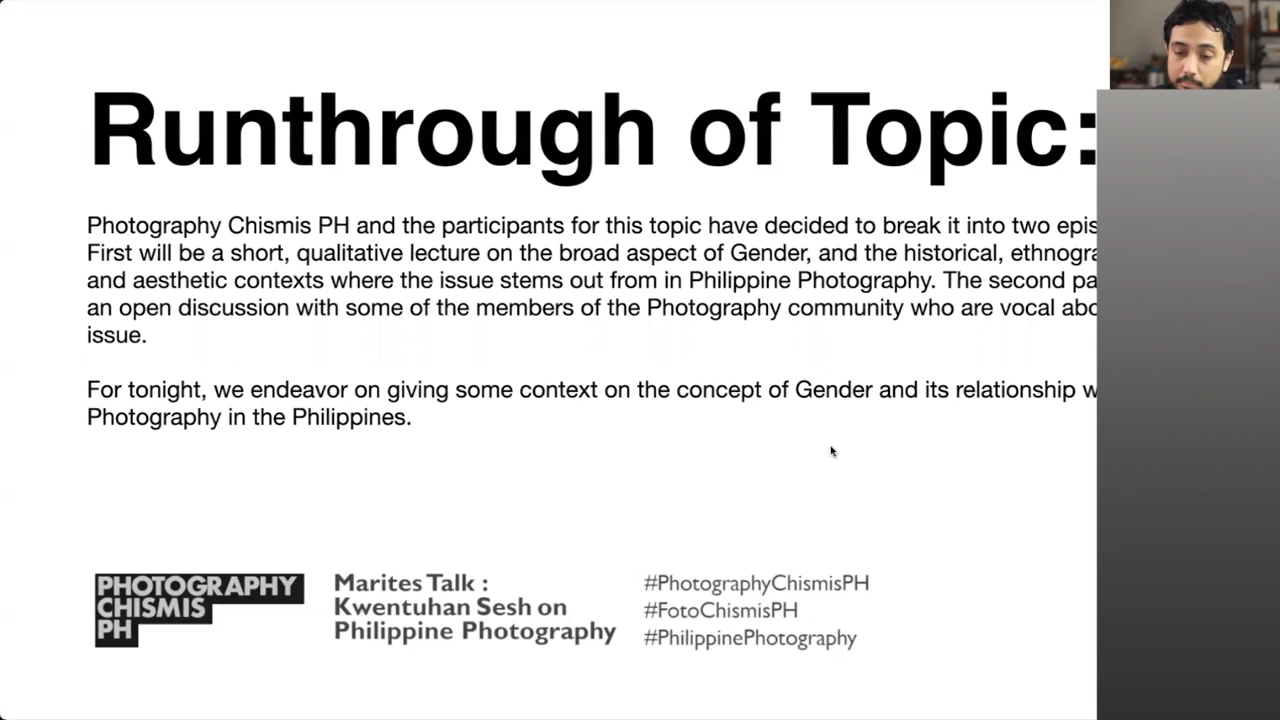 Runthrough of Topic:
Photography Chismis PH and the participants for this topic have decided to break it into two
First will be a short, qualitative lecture on the broad aspect of Gender, and the historical,
and aesthetic contexts where the issue stems out from in Philippine Photography. The second
an open discussion with some of the members of the Photography community who are vocal
issue.
For tonight, we endeavor on giving some context on the concept of Gender and its relationship
Photography in the Philippines.
PHOTOGRAPHY
CHISMIS
PH
Marites Talk :
Kwentuhan Sesh on
Philippine Photography
#PhotographyChismisPH
#FotoChismisPH
#PhilippinePhotography